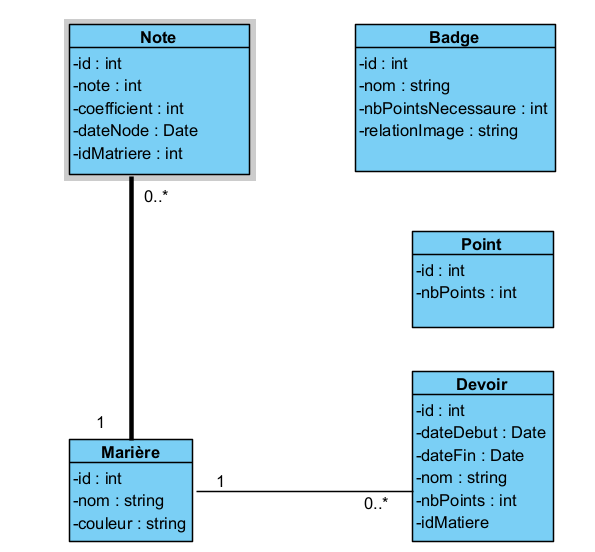 Note
-id : int
-note : int
-coefficient : int
-dateNode : Date
-idMatriere : int
Badge
-id : int
-nom : string
-nbPointsNecessaure : int
-relationImage : string
0..*
Point
-id : int
-nbPoints : int
1
Marière
-id : int
-nom : string
-couleur : string
1
0..*
Devoir
-id : int
-dateDebut : Date
-dateFin : Date
-nom : string
-nbPoints : int
-idMatiere